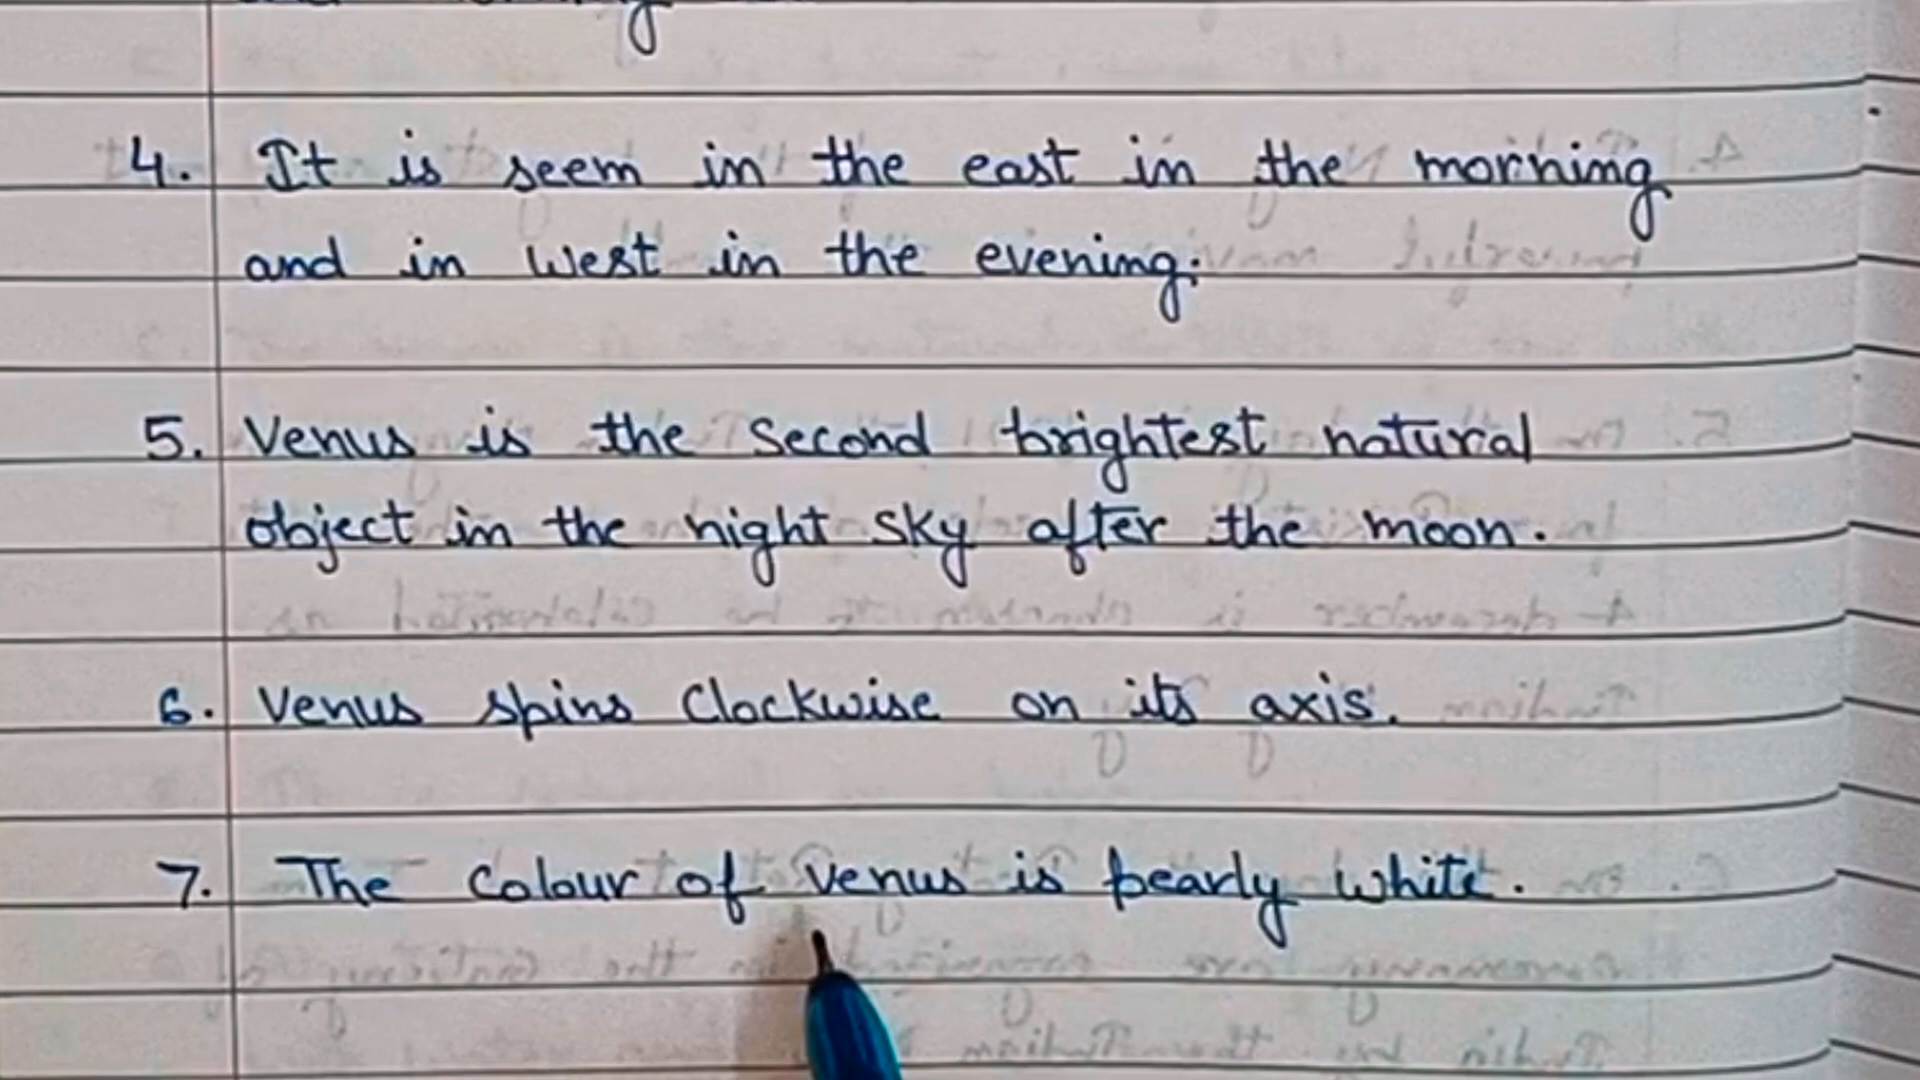 4. It is seem in the east in the morning
and in west in the evening.
5. Venus is the second brightest natural
object in the night sky after the moon.
6. Venus spins clockwise on its axis.
7. The colour of venus is pearly white.